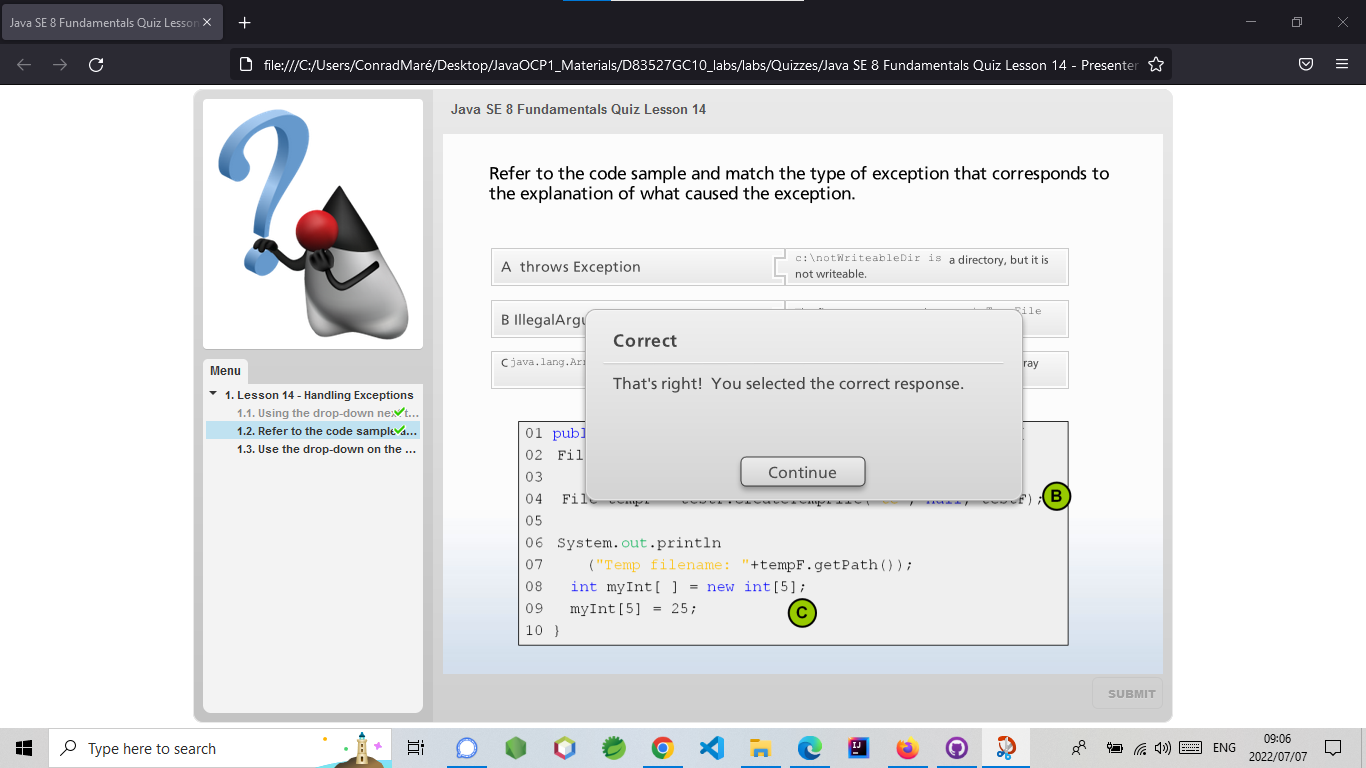 Java SE 8 Fundamentals Quiz Lesson
file:///C:/Users/ConradMaré/Desktop/JavaOCP1_Materials/D83527GC10_labs/labs/Quizzes/Java SE 8 Fundamentals Quiz Lesson 14 - Presenter
Java SE 8 Fundamentals Quiz Lesson 14
Refer to the code sample and match the type of exception that corresponds to
the explanation of what caused the exception.
A throws Exception
c:\notWriteableDir is a directory, but it is
not writeable.
B IllegalArgu
File
C java.lang.Arr
ray
Correct
That's right! You selected the correct response.
Continue
Menu
1. Lesson 14 - Handling Exceptions
1.1. Using the drop-down next t...
1.2. Refer to the code sample a...
1.3. Use the drop-down on the ...
01 publ
02 Fil
03
04 File tempF = testF.createTempFile( , null, testF);
B
05
06 System.out.println
07 ("Temp filename: "+tempF.getPath());
08 int myInt[ ] = new int[5];
09 myInt[5] = 25;
C
10 }
SUBMIT
Type here to search
ENG
09:06
2022/07/07